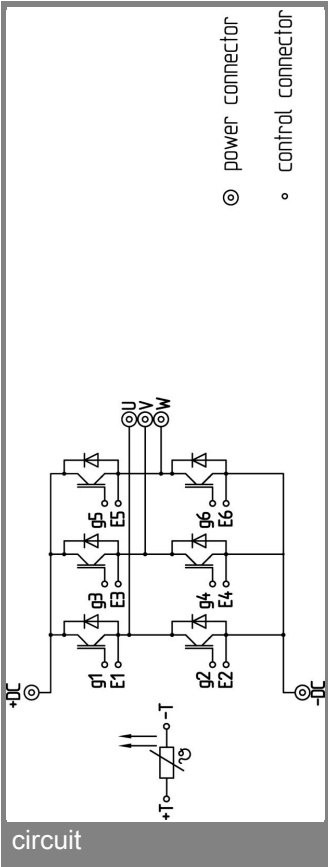 power connector
control connector
U
V
W
g5
E5
g6
E6
g3
E3
g4
E4
g1
E1
g2
E2
+DC
-DC
-T
+T
ϑ
circuit